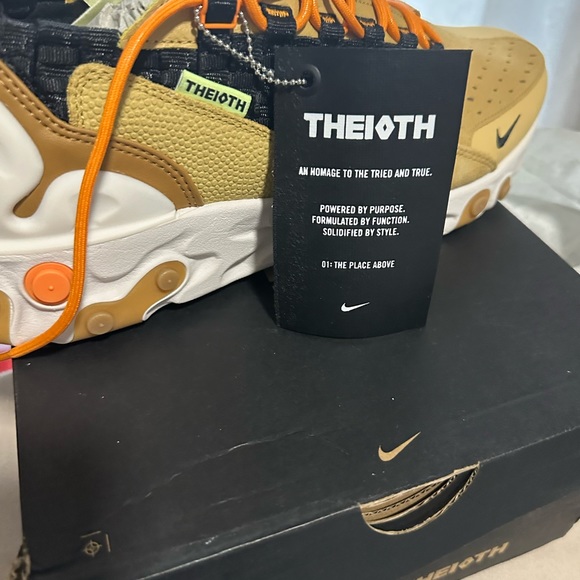 THE10TH
THE10TH
AN HOMAGE TO THE TRIED AND TRUE.
POWERED BY PURPOSE.
FORMULATED BY FUNCTION.
SOLIDIFIED BY STYLE.
01: THE PLACE ABOVE
THE10TH